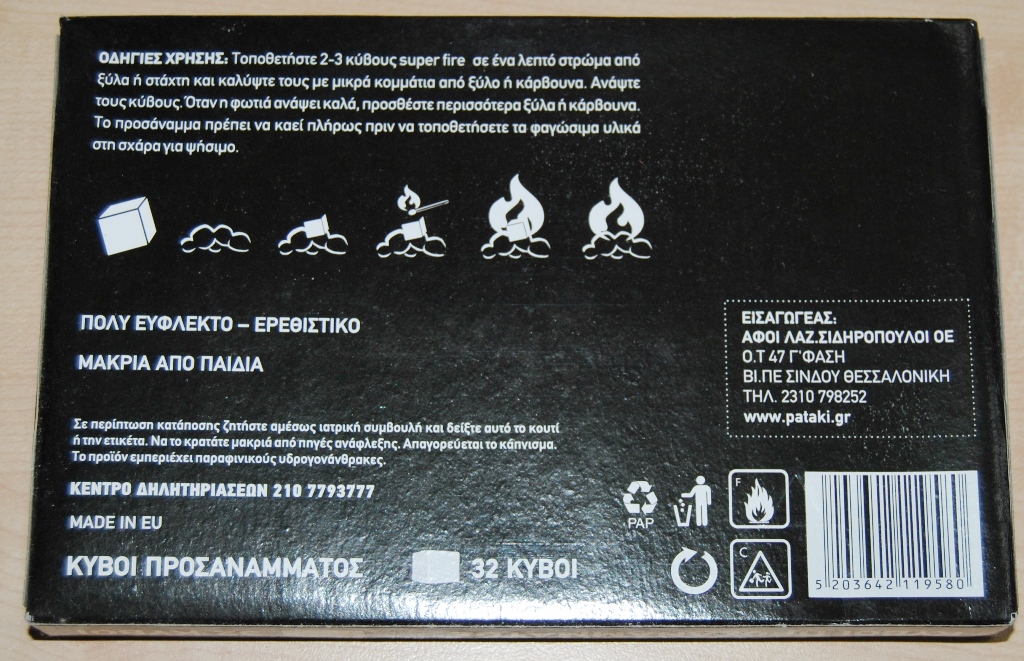 ΟΔΗΓΙΕΣ ΧΡΗΣΗΣ: Τοποθετήστε 2-3 κύβους super fire σε ένα λεπτό στρώμα από
ξύλα ή στάχτη και καλύψτε τους με μικρά κομμάτια από ξύλο ή κάρβουνα. Ανάψτε
τους κύβους. Όταν η φωτιά ανάψει καλά, προσθέστε περισσότερα ξύλα ή κάρβουνα.
Το προσάναμμα πρέπει να καεί πλήρως πριν να τοποθετήσετε τα φαγώσιμα υλικά
στη σχάρα για ψήσιμο.
ΠΟΛΥ ΕΥΦΛΕΚΤΟ – ΕΡΕΘΙΣΤΙΚΟ
ΜΑΚΡΙΑ ΑΠΟ ΠΑΙΔΙΑ
ΕΙΣΑΓΩΓΕΑΣ:
ΑΦΟΙ ΛΑΖ.ΣΙΔΗΡΟΠΟΥΛΟΙ ΟΕ
Ο.Τ 47 Γ'ΦΑΣΗ
ΒΙ.ΠΕ ΣΙΝΔΟΥ ΘΕΣΣΑΛΟΝΙΚΗ
ΤΗΛ. 2310 798252
www.pataki.gr
Σε περίπτωση κατάποσης ζητήστε αμέσως ιατρική συμβουλή και δείξτε αυτό το κουτί
ή την ετικέτα. Να το κρατάτε μακριά από πηγές ανάφλεξης. Απαγορεύεται το κάπνισμα.
Το προϊόν εμπεριέχει παραφινικούς υδρογονάνθρακες.
ΚΕΝΤΡΟ ΔΗΛΗΤΗΡΙΑΣΕΩΝ 210 7793777
MADE IN EU
ΚΥΒΟΙ ΠΡΟΣΑΝΑΜΜΑΤΟΣ 32 ΚΥΒΟΙ
PAP
F
C
5 203642 119580